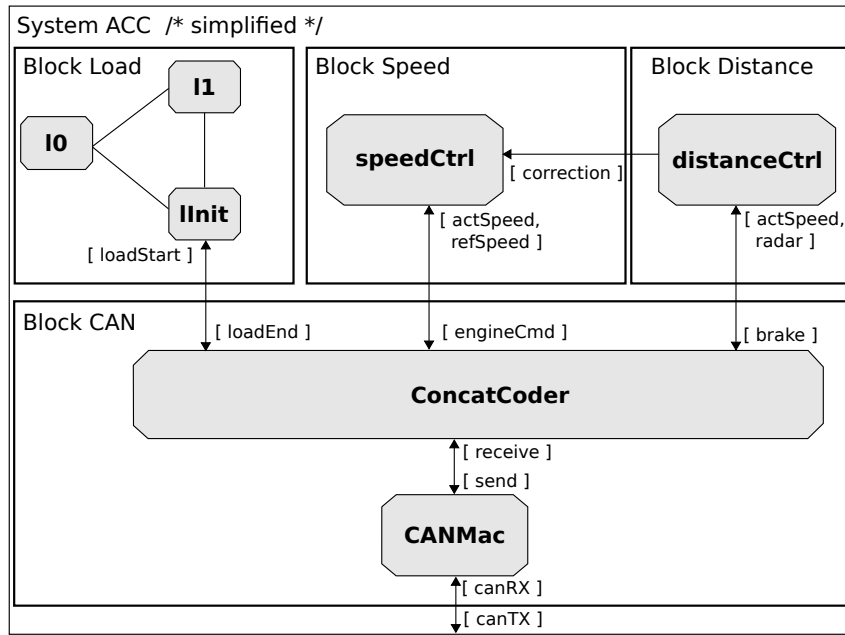 System ACC /* simplified */
Block Load
Block Speed
Block Distance
l1
l0
speedCtrl
distanceCtrl
[ correction ]
lInit
[ actSpeed,
refSpeed ]
[ actSpeed,
radar ]
[ loadStart ]
Block CAN
[ loadEnd ]
[ engineCmd ]
[ brake ]
ConcatCoder
[ receive ]
[ send ]
CANMac
[ canRX ]
[ canTX ]